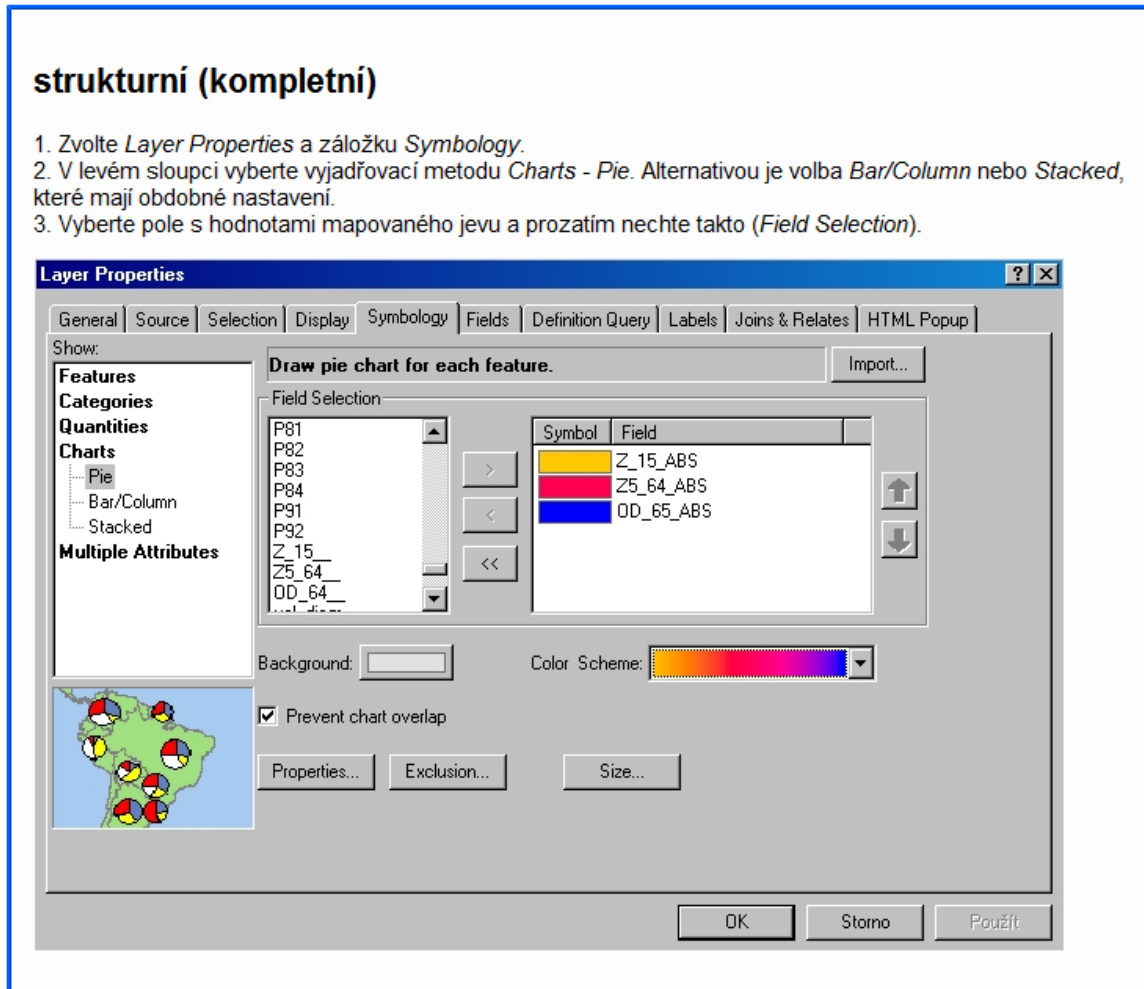 strukturní (kompletní)
1. Zvolte Layer Properties a záložku Symbology.
2. V levém sloupci vyberte vyjadřovací metodu Charts - Pie. Alternativou je volba Bar/Column nebo Stacked,
které mají obdobné nastavení.
3. Vyberte pole s hodnotami mapovaného jevu a prozatím nechte takto (Field Selection).
Layer Properties
General Source Selection Display Symbology Fields Definition Query Labels Joins & Relates HTML Popup
Show:
Features
Categories
Quantities
Charts
Pie
Bar/Column
Stacked
Multiple Attributes
Draw pie chart for each feature.
Import...
Field Selection
P81
P82
P83
P84
P91
P92
Z_15__
Z5_64__
OD_64__
>
<
<<
Symbol Field
Z_15_ABS
Z5_64_ABS
OD_65_ABS
Background:
Color Scheme:
Prevent chart overlap
Properties...
Exclusion...
Size...
OK
Storno
Použít